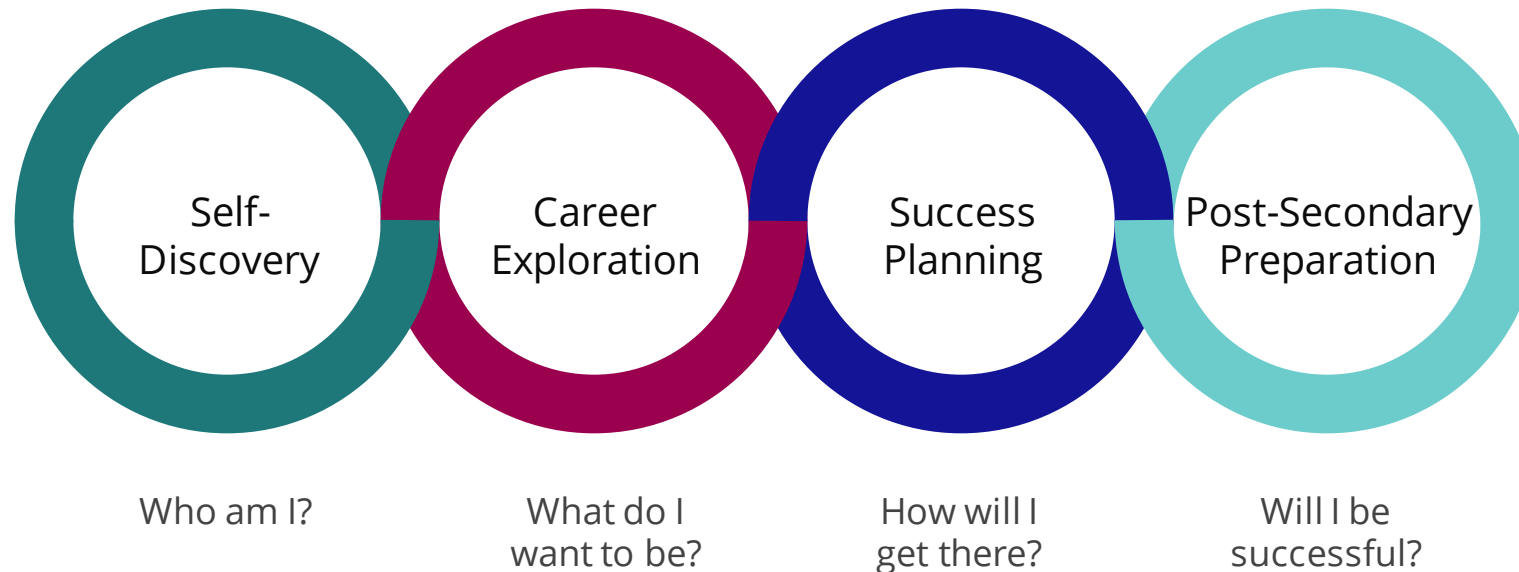 Self-
Discovery
Career
Exploration
Success
Planning
Post-Secondary
Preparation
Who am I?
What do I
want to be?
How will I
get there?
Will I be
successful?